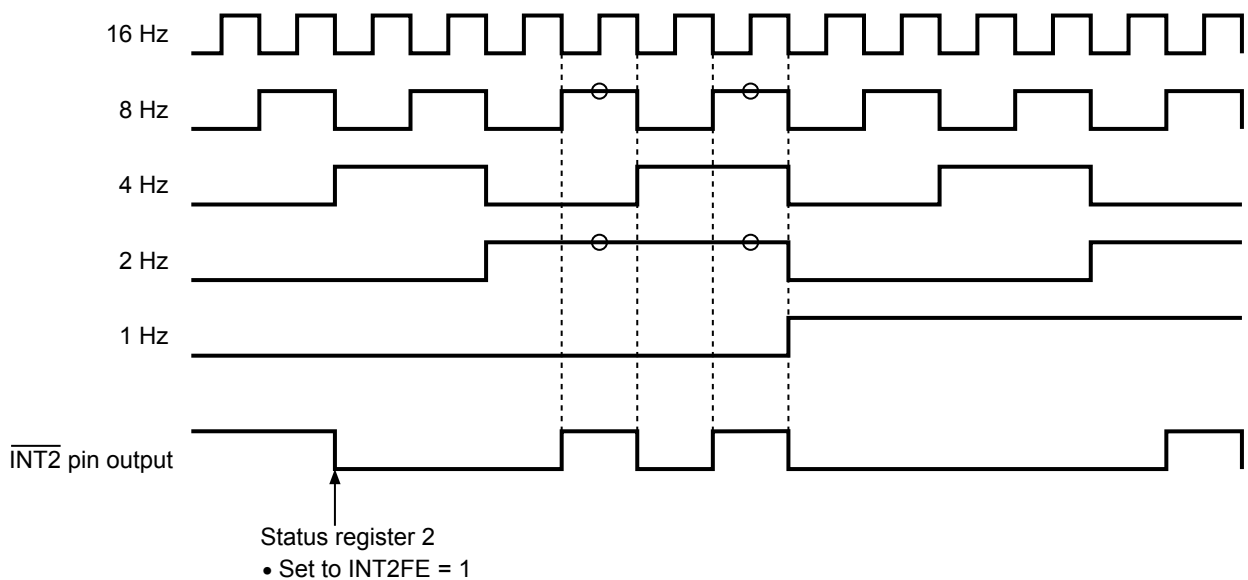 16 Hz
8 Hz
4 Hz
2 Hz
1 Hz
INT2 pin output
Status register 2
• Set to INT2FE = 1